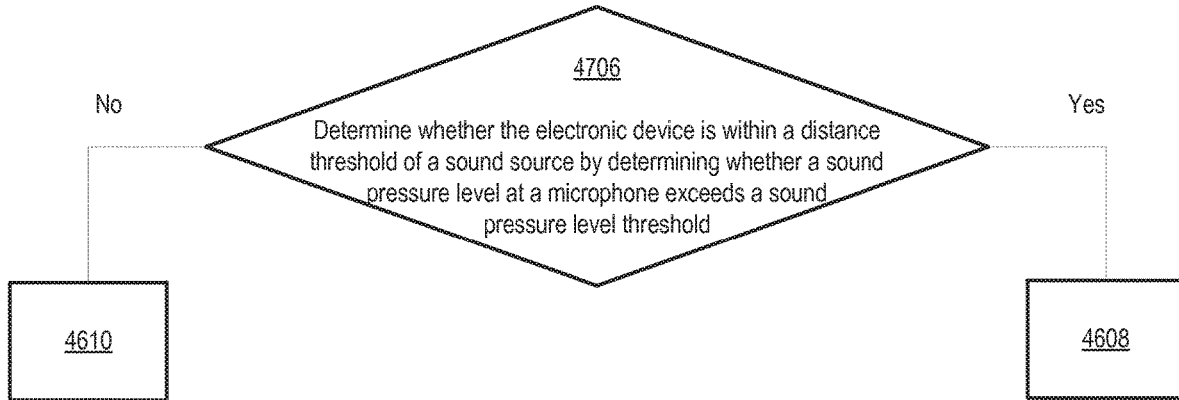 4706
No
Yes
Determine whether the electronic device is within a distance
threshold of a sound source by determining whether a sound
pressure level at a microphone exceeds a sound
pressure level threshold
4610
4608